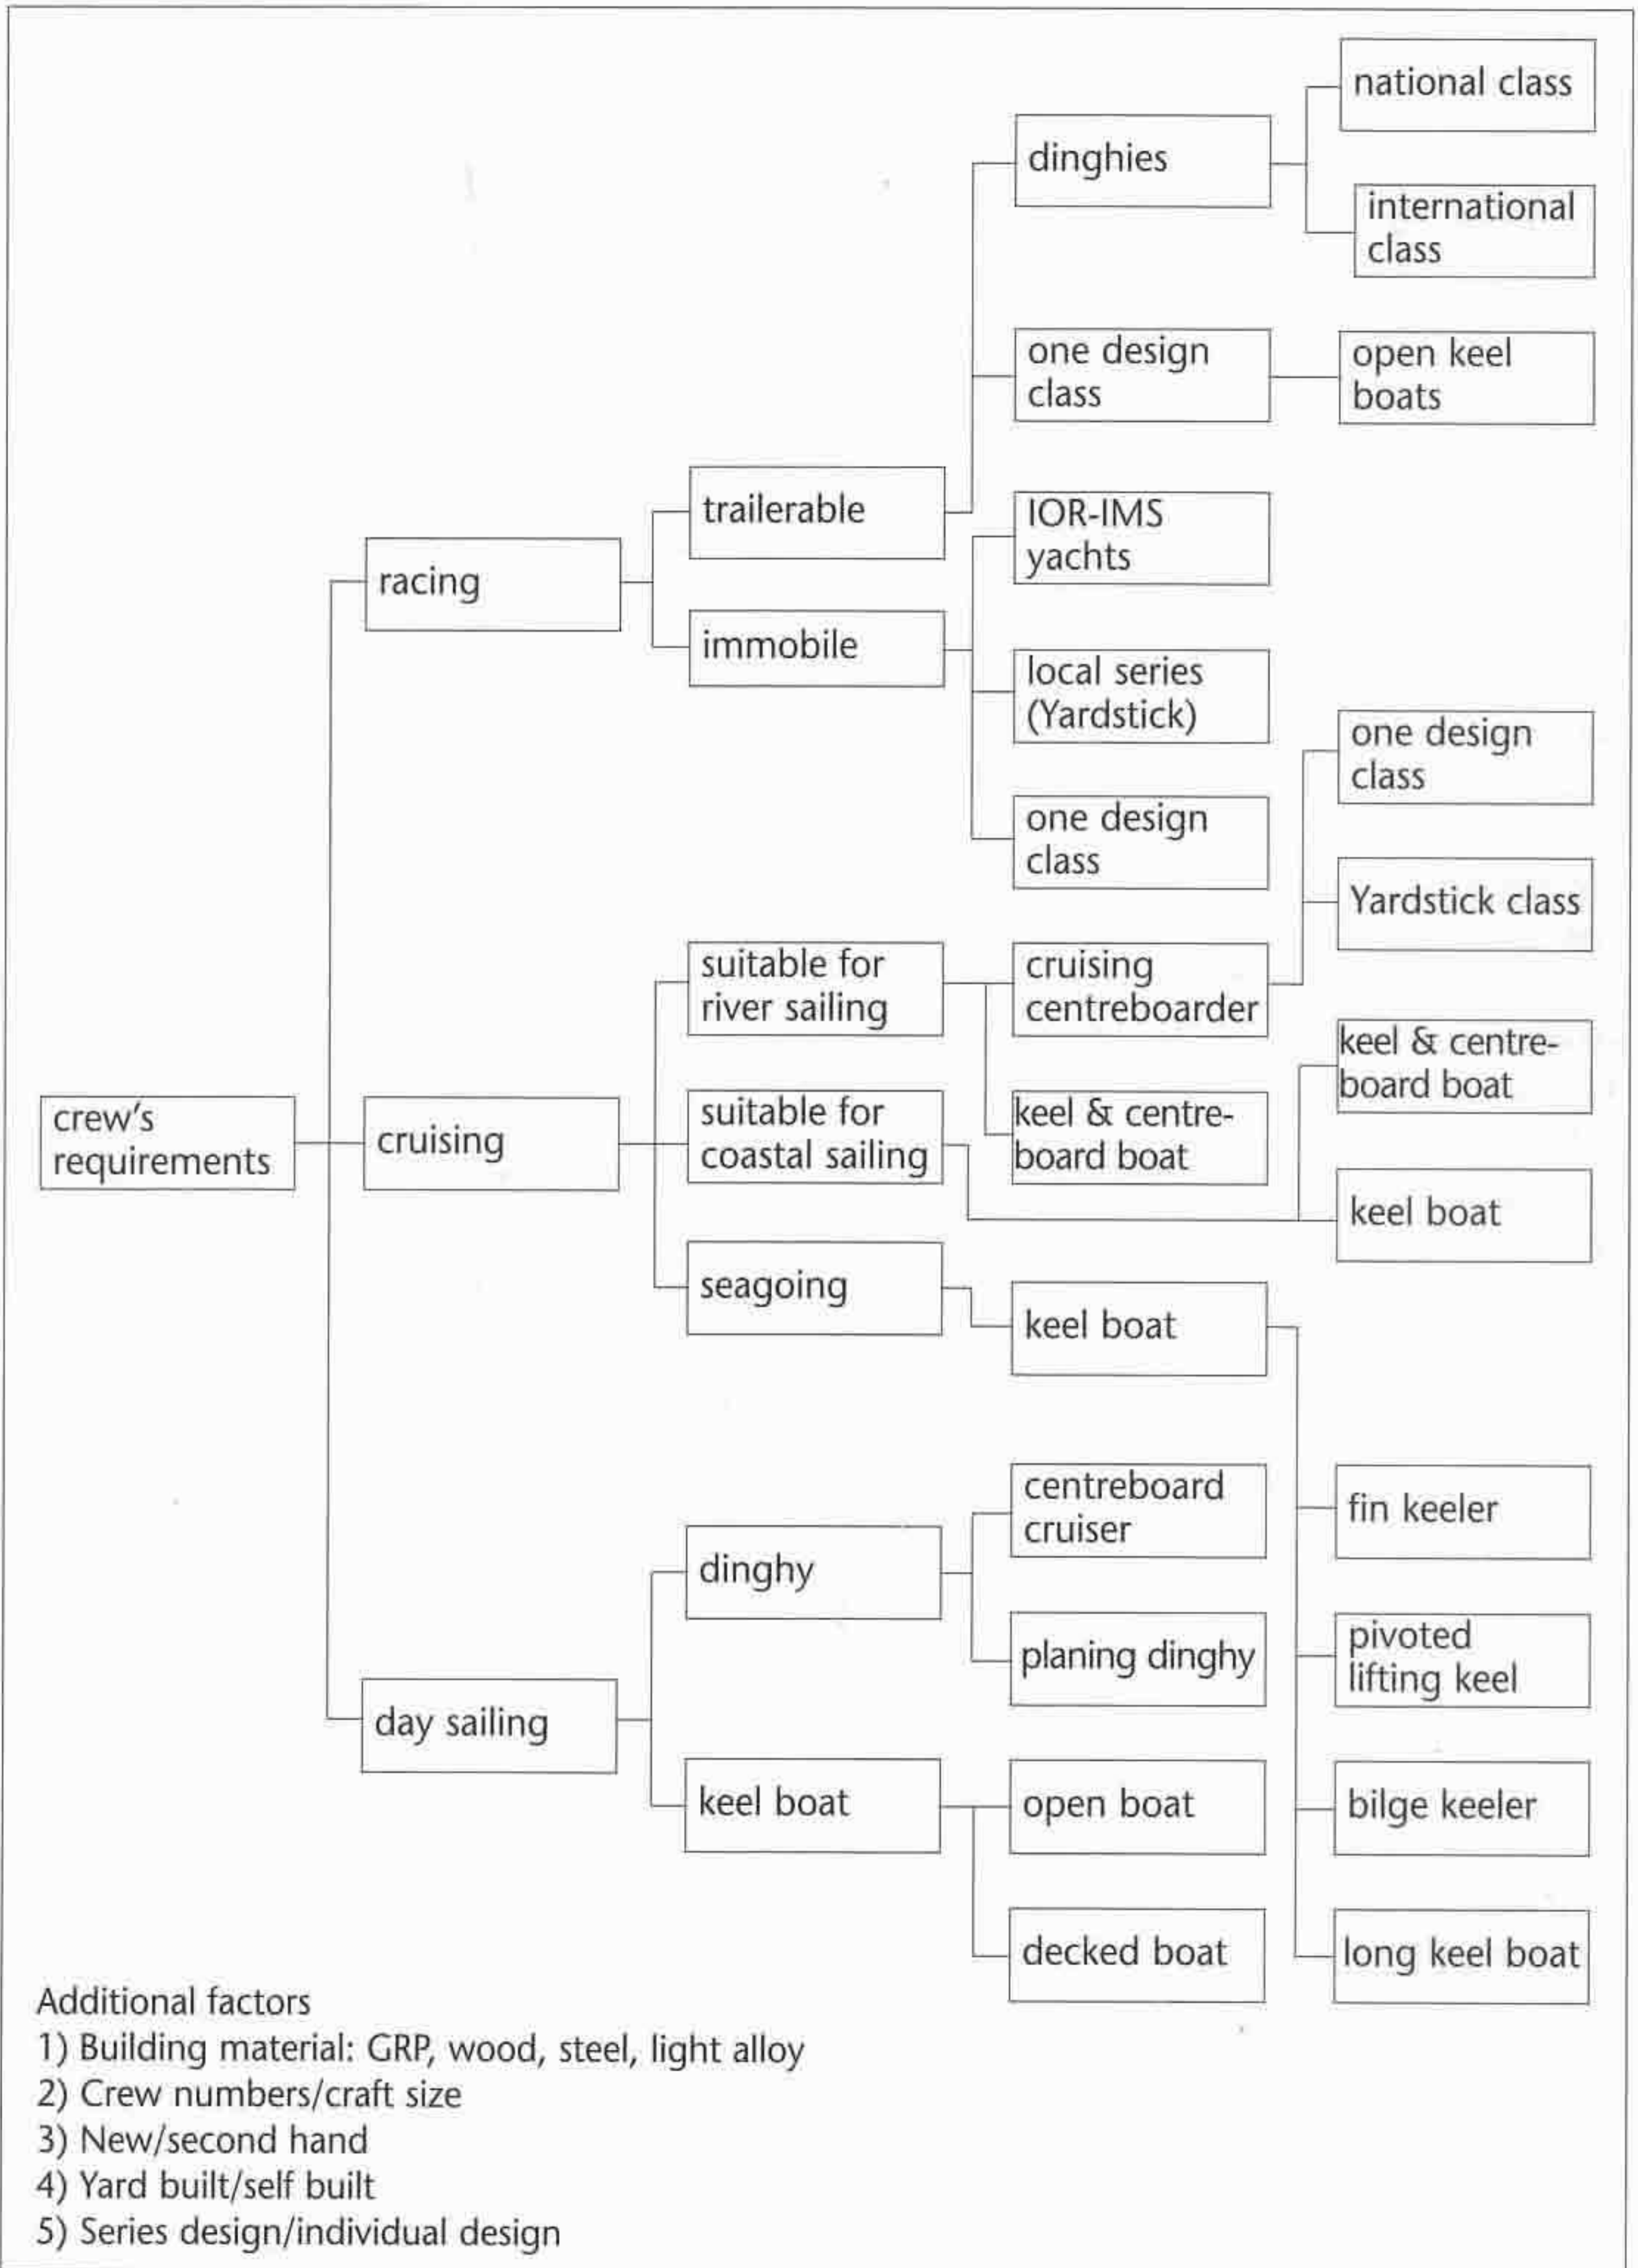 national class
dinghies
international
class
one design
class
open keel
boats
trailerable
IOR-IMS
yachts
racing
immobile
local series
(Yardstick)
one design
class
one design
class
Yardstick class
suitable for
river sailing
cruising
centreboarder
keel & centre-
board boat
crew's
requirements
cruising
suitable for
coastal sailing
keel & centre-
board boat
keel boat
seagoing
keel boat
centreboard
cruiser
fin keeler
dinghy
planing dinghy
pivoted
lifting keel
day sailing
keel boat
open boat
bilge keeler
decked boat
long keel boat
Additional factors
1) Building material: GRP, wood, steel, light alloy
2) Crew numbers/craft size
3) New/second hand
4) Yard built/self built
5) Series design/individual design